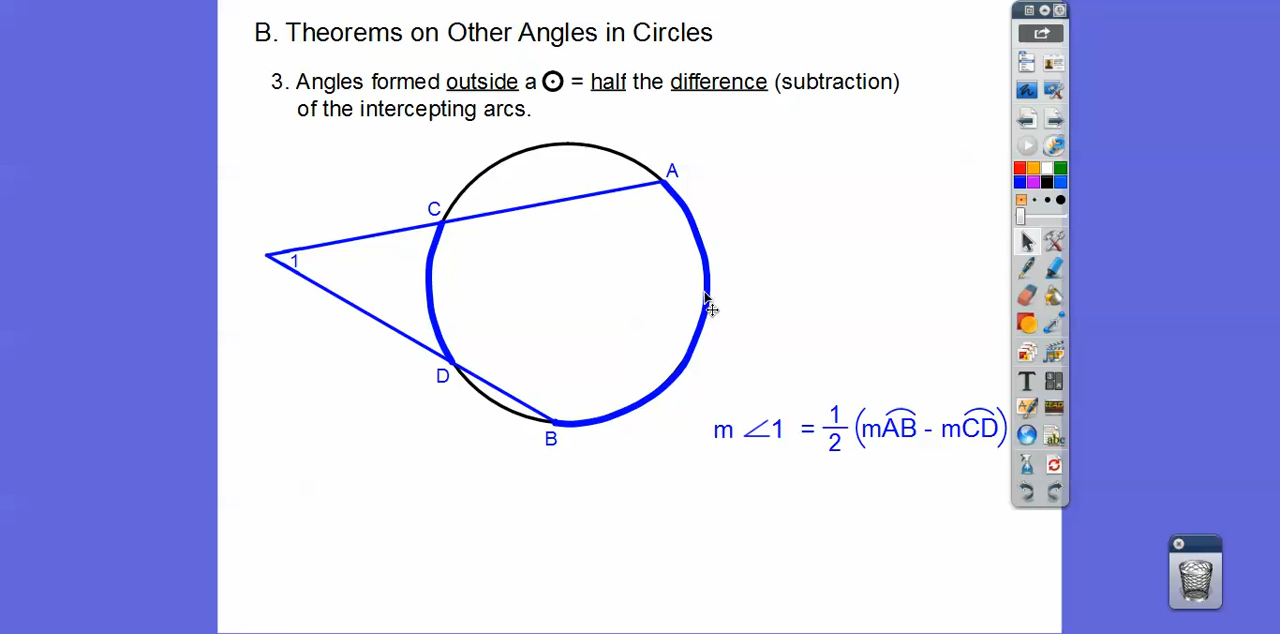 B. Theorems on Other Angles in Circles
3. Angles formed outside a ⊙ = half the difference (subtraction)
of the intercepting arcs.
A
C
1
D
B
m ∠1 = 1/2 (mAB - mCD)
T
abc